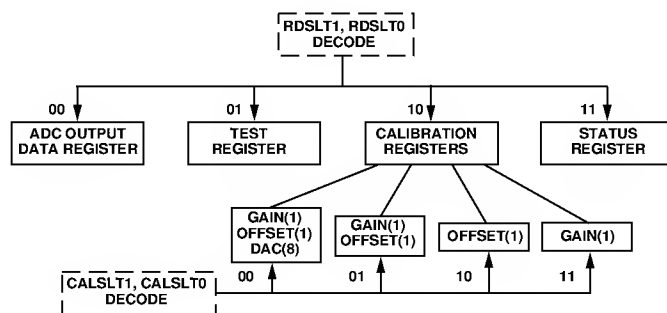 RDSLT1, RDSLT0
DECODE
00
01
10
11
ADC OUTPUT
DATA REGISTER
TEST
REGISTER
CALIBRATION
REGISTERS
STATUS
REGISTER
GAIN(1)
OFFSET(1)
DAC(8)
GAIN(1)
OFFSET(1)
OFFSET(1)
GAIN(1)
00
01
10
11
CALSLT1, CALSLT0
DECODE